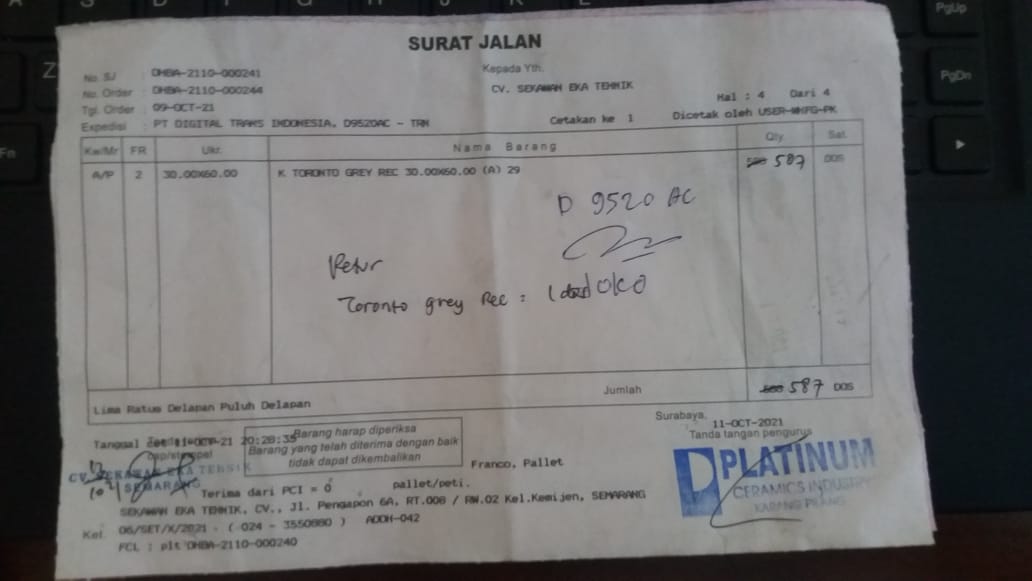 SURAT JALAN
No. SJ : DHBA-2110-000241
No. Order : DHBA-2110-000244
Tgl. Order : 09-OCT-21
Expedisi : PT DIGITAL TRANS INDONESIA, D9520AC - TRN
Kepada Yth.
CV. SEKAWAN EKA TEHNIK
Hal : 4 Dari 4
Cetakan ke 1 Dicetak oleh USER-WHFG-PK
Kw/Mr FR Ukr. Nama Barang Qty Sat.
A/P 2 30.00X60.00 K TORONTO GREY REC 30.00X60.00 (A) 29 587 DOS
D 9520 AC
Retur
Toronto grey Rec : 1
DOKO
Jumlah 587 DOS
Lima Ratus Delapan Puluh Delapan
Surabaya, 11-OCT-2021
Tanggal 11-OCT-21 20:28:35
Tanda tangan pengurus
Barang harap diperiksa
Barang yang telah diterima dengan baik
tidak dapat dikembalikan
CV. SEKAWAN EKA TEHNIK
SEMARANG
Franco, Pallet
PLATINUM
CERAMICS INDUSTRY
KARANG PILANG
Terima dari PCI = 0 pallet/peti.
SEKAWAN EKA TEHNIK, CV., Jl. Pengapon 6A, RT.008 / RW.02 Kel.Kemijen, SEMARANG
Ket. 06/SET/X/2021 - ( 024 - 3550880 ) ADDH-042
FCL : plt DHBA-2110-000240
PgUp
PgDn
Fn
Z